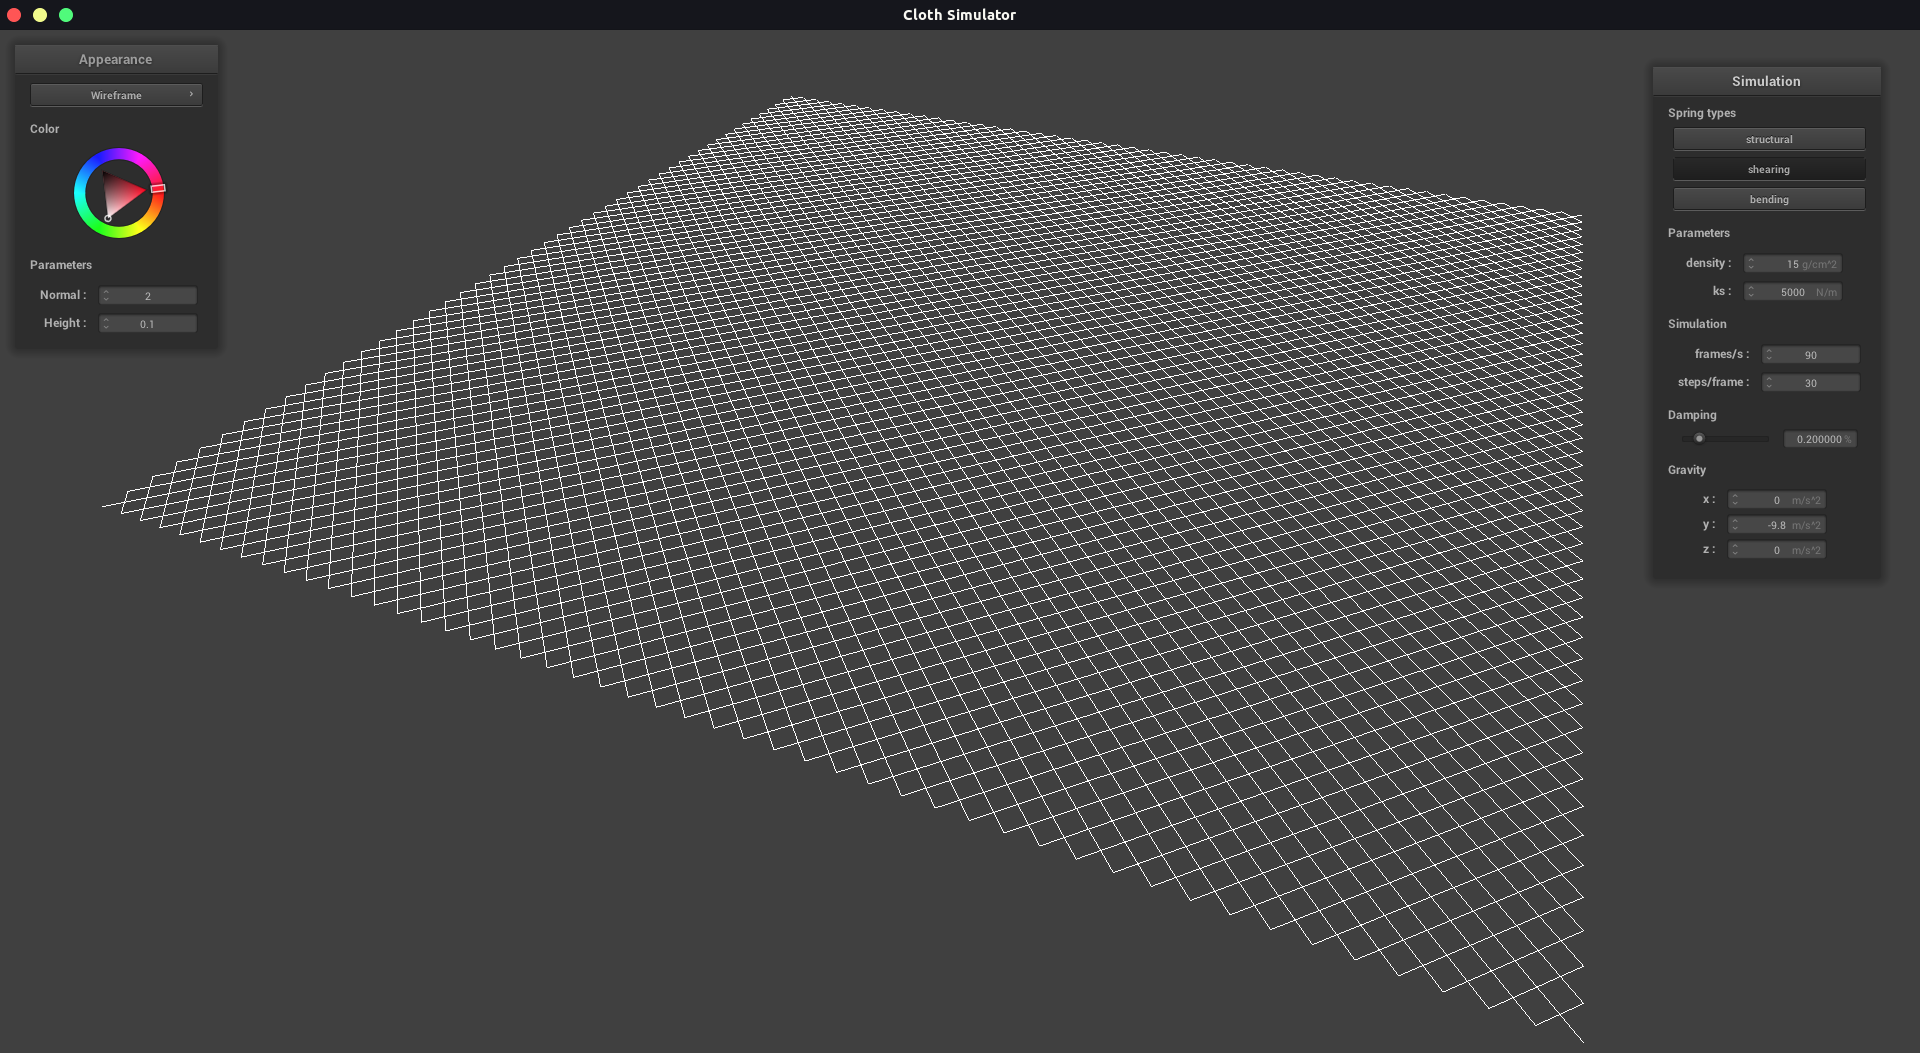 Cloth Simulator
Appearance
Wireframe
Color
Parameters
Normal : 2
Height : 0.1
Simulation
Spring types
structural
shearing
bending
Parameters
density : 15 g/cm^2
ks : 5000 N/m
Simulation
frames/s : 90
steps/frame : 30
Damping
0.200000 %
Gravity
x : 0 m/s^2
y : -9.8 m/s^2
z : 0 m/s^2